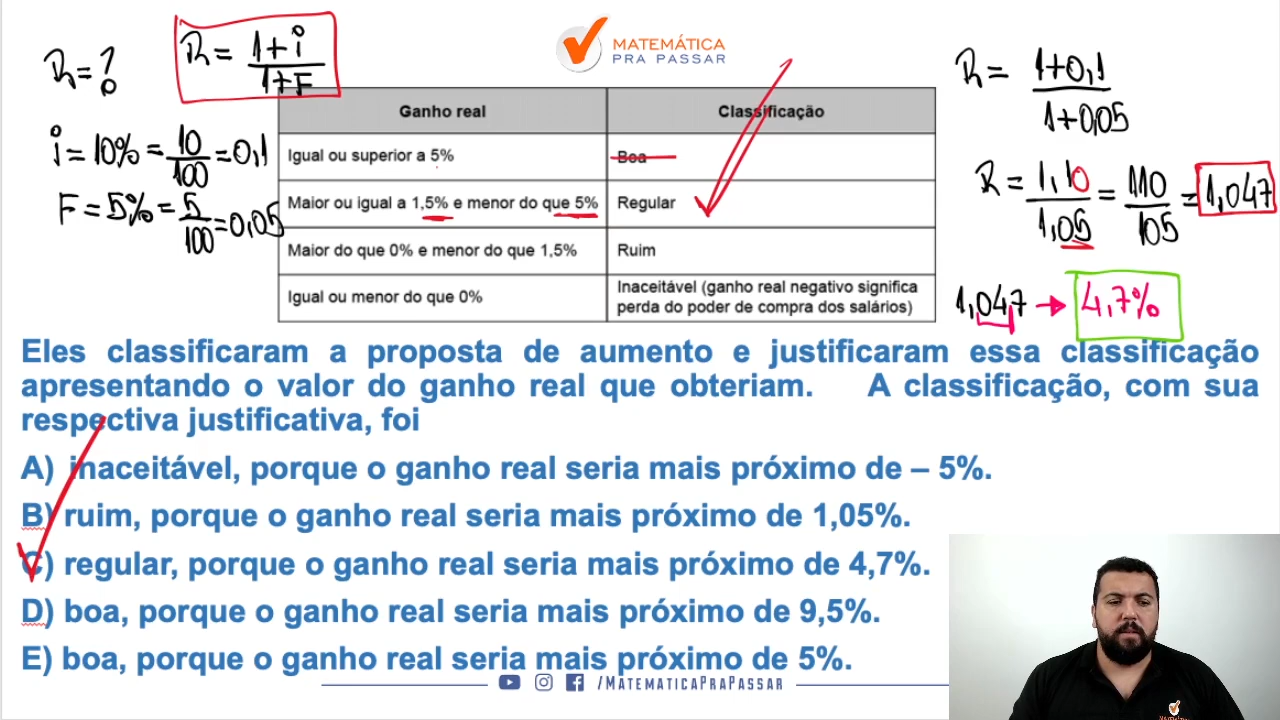 R = ?
R = 1+i / 1+F
i = 10% = 10/100 = 0,1
F = 5% = 5/100 = 0,05
MATEMÁTICA
PRA PASSAR
Ganho real Classificação
Igual ou superior a 5% Boa
Maior ou igual a 1,5% e menor do que 5% Regular
Maior do que 0% e menor do que 1,5% Ruim
Igual ou menor do que 0% Inaceitável (ganho real negativo significa
perda do poder de compra dos salários)
R = 1+0,1 / 1+0,05
R = 1,10/1,05 = 110/105 = 1,047
1,047 → 4,7%
Eles classificaram a proposta de aumento e justificaram essa classificação
apresentando o valor do ganho real que obteriam. A classificação, com sua
respectiva justificativa, foi
A) inaceitável, porque o ganho real seria mais próximo de – 5%.
B) ruim, porque o ganho real seria mais próximo de 1,05%.
C) regular, porque o ganho real seria mais próximo de 4,7%.
D) boa, porque o ganho real seria mais próximo de 9,5%.
E) boa, porque o ganho real seria mais próximo de 5%.
/MATEMATICAPRAPASSAR